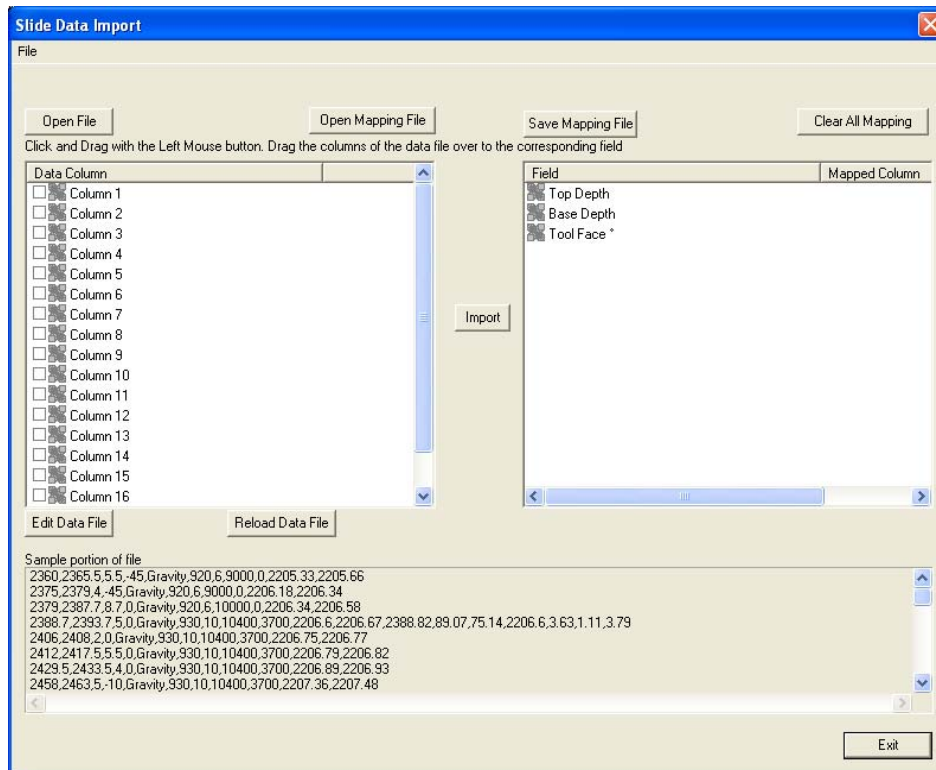 Slide Data Import
File
Open File
Open Mapping File
Save Mapping File
Clear All Mapping
Click and Drag with the Left Mouse button. Drag the columns of the data file over to the corresponding field
Data Column
Column 1
Column 2
Column 3
Column 4
Column 5
Column 6
Column 7
Column 8
Column 9
Column 10
Column 11
Column 12
Column 13
Column 14
Column 15
Column 16
Import
Field Mapped Column
Top Depth
Base Depth
Tool Face *
Edit Data File
Reload Data File
Sample portion of file
2360,2365.5,5.5,-45,Gravity,920,6,9000,0,2205.33,2205.66
2375,2379,4,-45,Gravity,920,6,9000,0,2206.18,2206.34
2379,2387.7,8.7,0,Gravity,920,6,10000,0,2206.34,2206.58
2388.7,2393.7,5,0,Gravity,930,10,10400,3700,2206.6,2206.67,2388.82,89.07,75.14,2206.6,3.63,1.11,3.79
2406,2408,2,0,Gravity,930,10,10400,3700,2206.75,2206.77
2412,2417.5,5.5,0,Gravity,930,10,10400,3700,2206.79,2206.82
2429.5,2433.5,4,0,Gravity,930,10,10400,3700,2206.89,2206.93
2458,2463,5,-10,Gravity,930,10,10400,3700,2207.36,2207.48
Exit